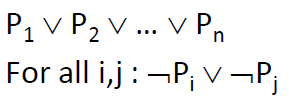 P₁ ∨ P₂ ∨ … ∨ Pₙ
For all i,j : ¬Pᵢ ∨ ¬Pⱼ